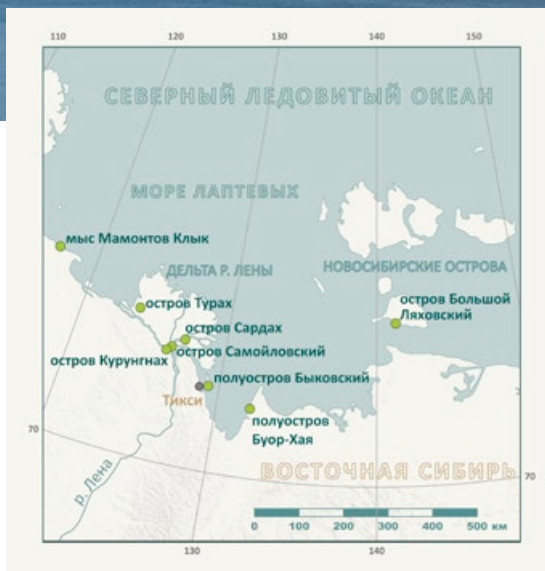 110
120
130
140
150
СЕВЕРНЫЙ ЛЕДОВИТЫЙ ОКЕАН
МОРЕ ЛАПТЕВЫХ
мыс Мамонтов Клык
ДЕЛЬТА Р. ЛЕНЫ
НОВОСИБИРСКИЕ ОСТРОВА
остров Турах
остров Большой
Ляховский
остров Сардах
остров Самойловский
остров Курунгнах
полуостров Быковский
Тикси
полуостров
Буор-Хая
70
р. Лена
ВОСТОЧНАЯ СИБИРЬ
70
0 100 200 300 400 500 км
130
140